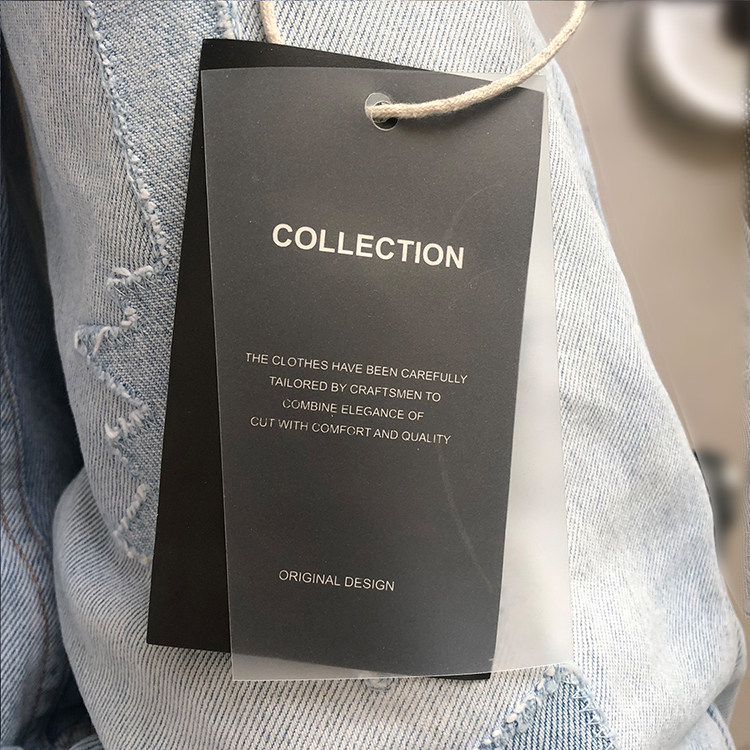 COLLECTION
THE CLOTHES HAVE BEEN CAREFULLY
TAILORED BY CRAFTSMEN TO
COMBINE ELEGANCE OF
CUT WITH COMFORT AND QUALITY
ORIGINAL DESIGN